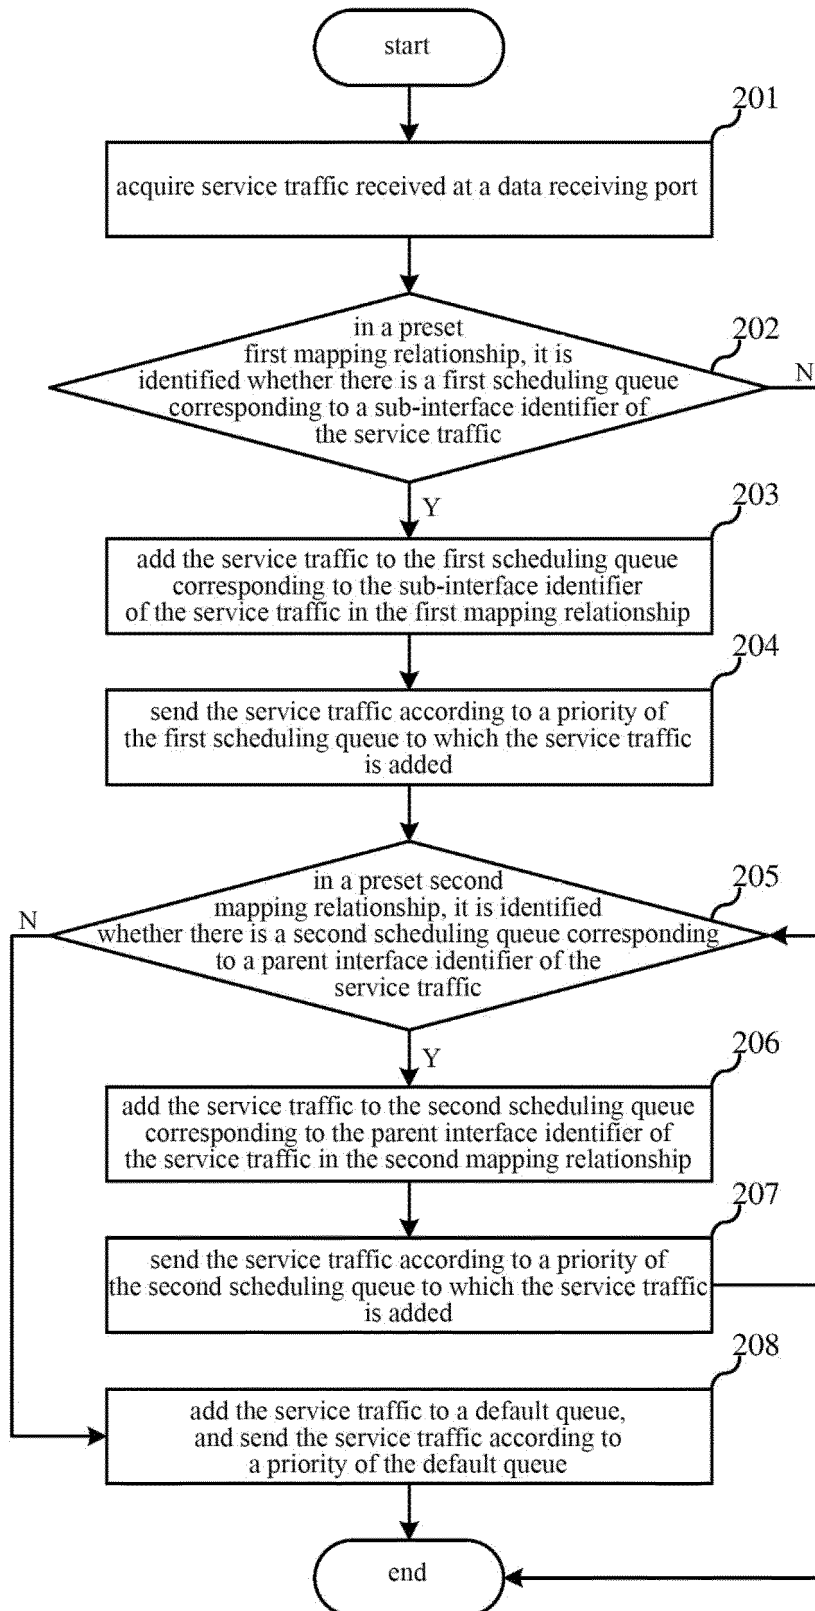 start
201
acquire service traffic received at a data receiving port
202
in a preset
first mapping relationship, it is
identified whether there is a first scheduling queue
corresponding to a sub-interface identifier of
the service traffic
N
Y
203
add the service traffic to the first scheduling queue
corresponding to the sub-interface identifier
of the service traffic in the first mapping relationship
204
send the service traffic according to a priority of
the first scheduling queue to which the service traffic
is added
205
in a preset second
mapping relationship, it is identified
whether there is a second scheduling queue corresponding
to a parent interface identifier of the
service traffic
N
Y
206
add the service traffic to the second scheduling queue
corresponding to the parent interface identifier of
the service traffic in the second mapping relationship
207
send the service traffic according to a priority of
the second scheduling queue to which the service traffic
is added
208
add the service traffic to a default queue,
and send the service traffic according to
a priority of the default queue
end